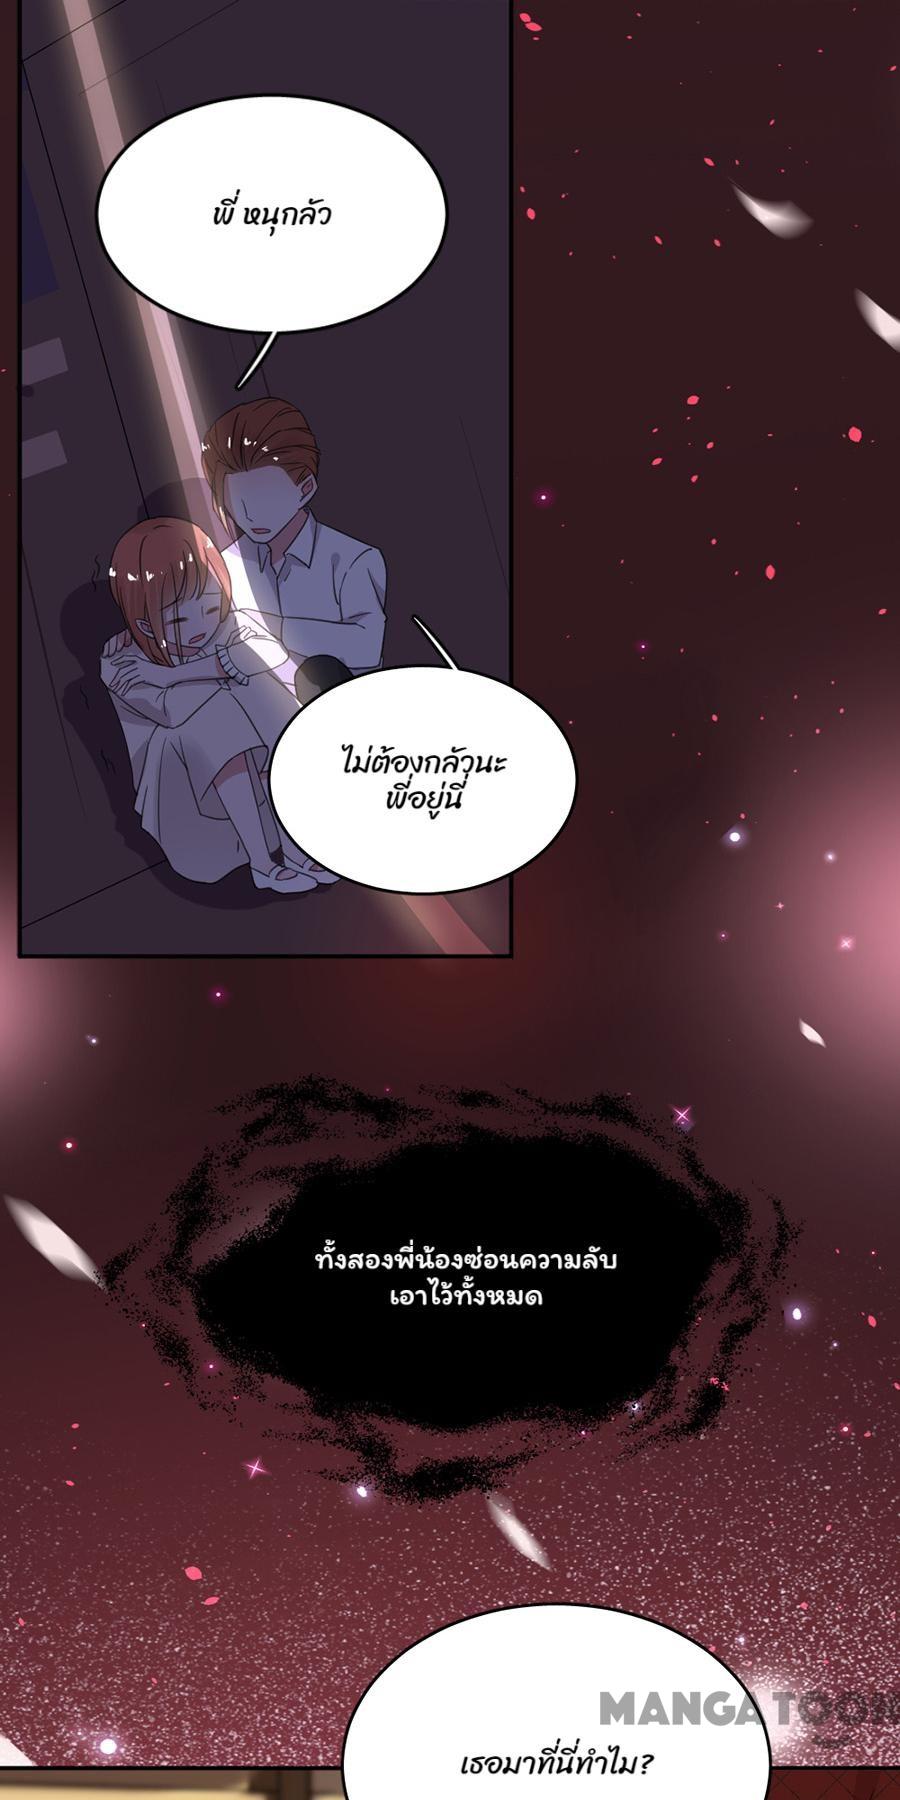 พี่ หนูกลัว
ไม่ต้องกลัวนะ
พี่อยู่นี่
ทั้งสองพี่น้องซ่อนความลับ
เอาไว้ทั้งหมด
MANGATOON
เธอมาที่นี่ทำไม?